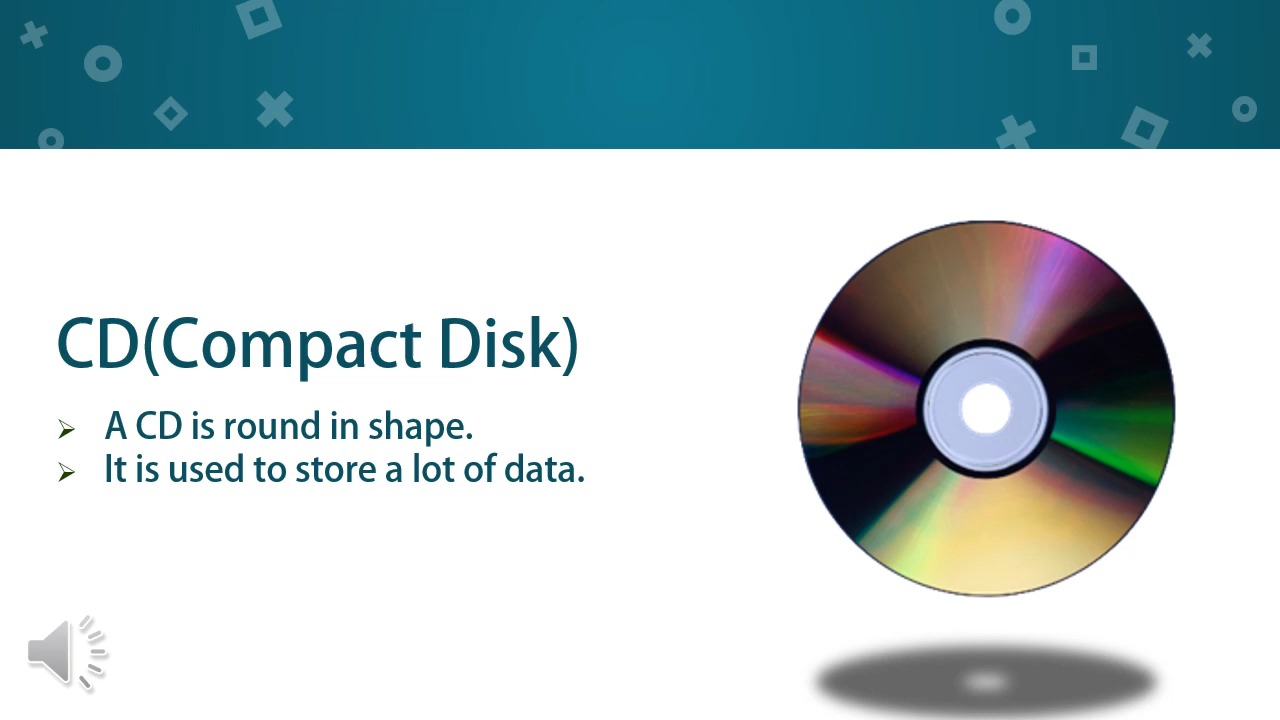 CD(Compact Disk)
➢ A CD is round in shape.
➢ It is used to store a lot of data.